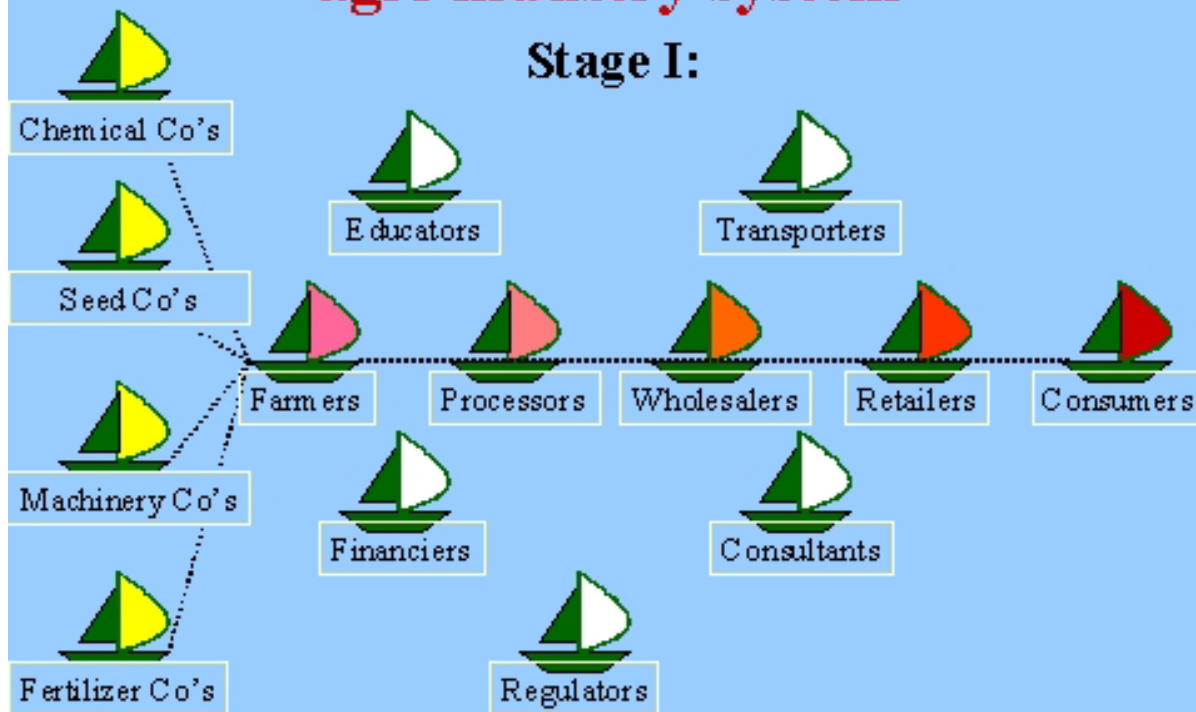 Stage I:
Chemical Co's
Educators
Transporters
Seed Co's
Farmers
Processors
Wholesalers
Retailers
Consumers
Machinery Co's
Financiers
Consultants
Fertilizer Co's
Regulators